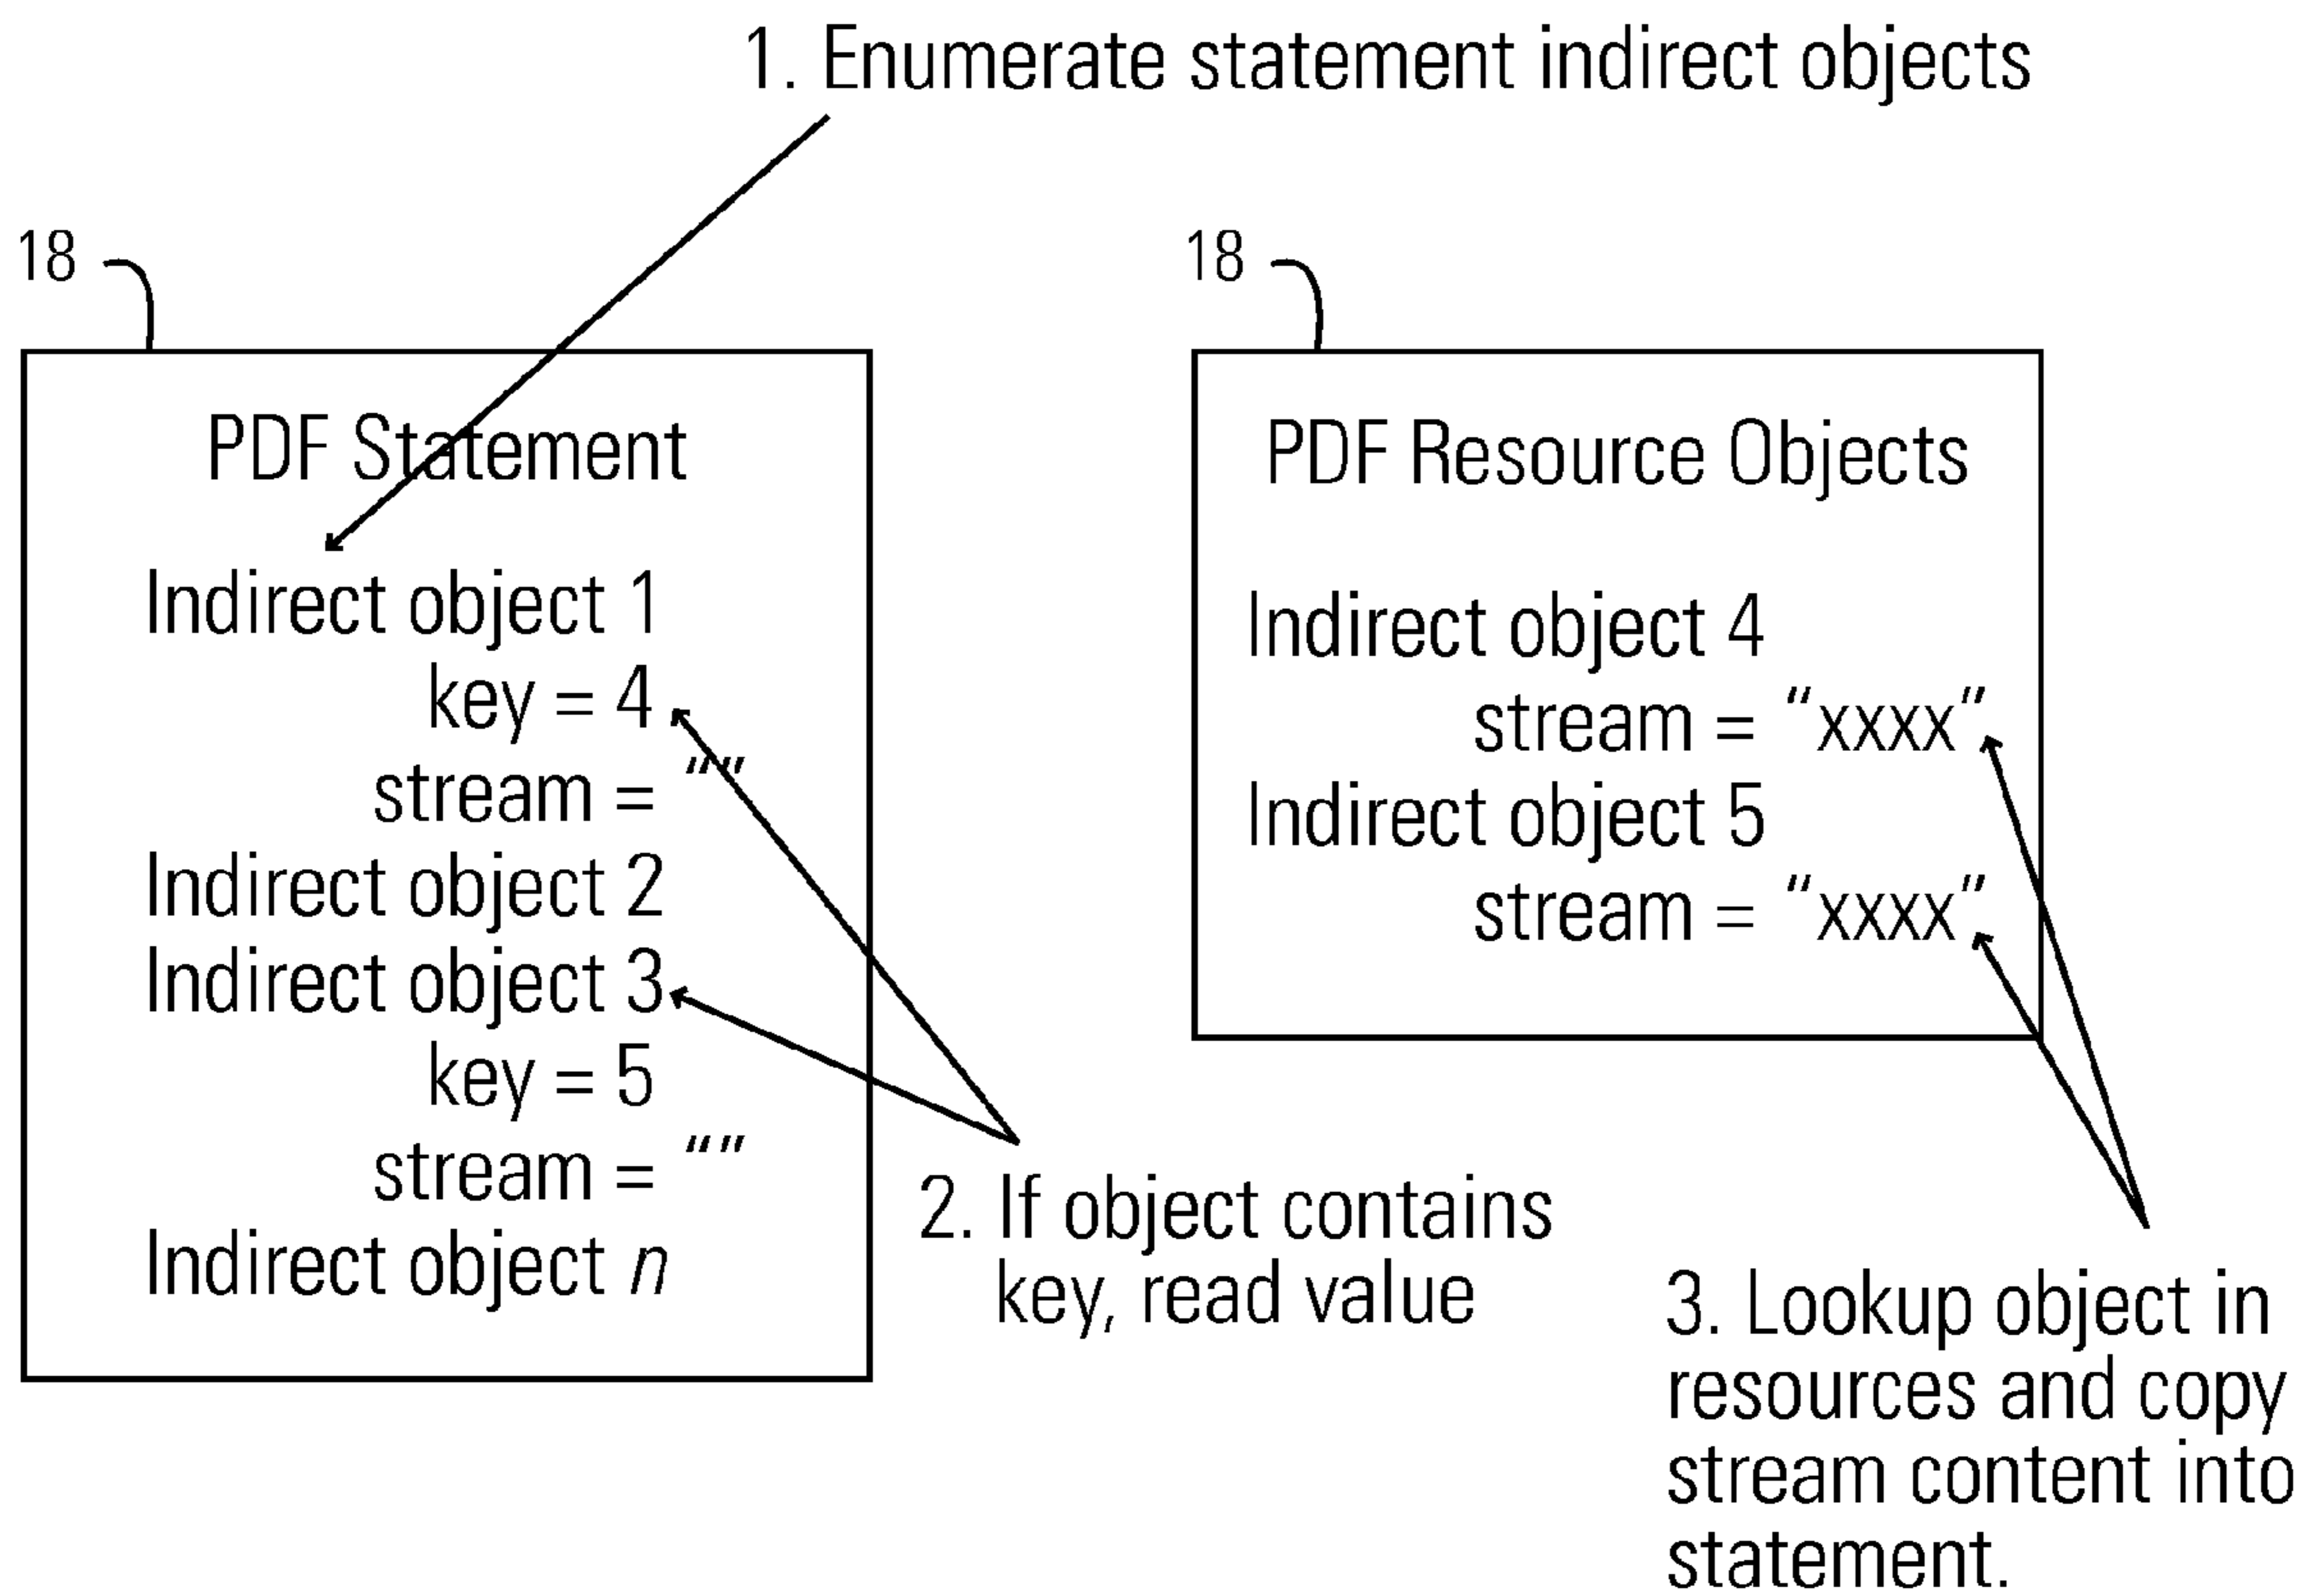 1. Enumerate statement indirect objects
18
PDF Statement
Indirect object 1
key = 4
stream = “”
Indirect object 2
Indirect object 3
key = 5
stream = “”
Indirect object n
18
PDF Resource Objects
Indirect object 4
stream = “xxxx”
Indirect object 5
stream = “xxxx”
2. If object contains
key, read value
3. Lookup object in
resources and copy
stream content into
statement.